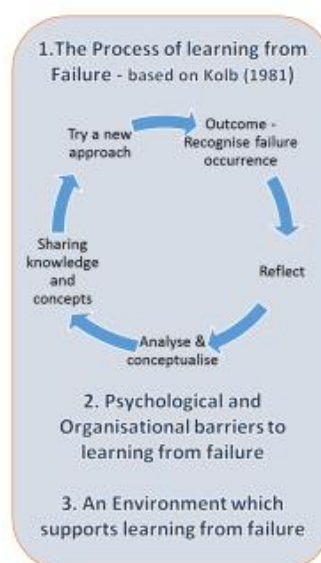 1.The Process of learning from
Failure - based on Kolb (1981)
Try a new
approach
Outcome -
Recognise failure
occurrence
Reflect
Analyse &
conceptualise
Sharing
knowledge
and
concepts
2. Psychological and
Organisational barriers to
learning from failure
3. An Environment which
supports learning from failure